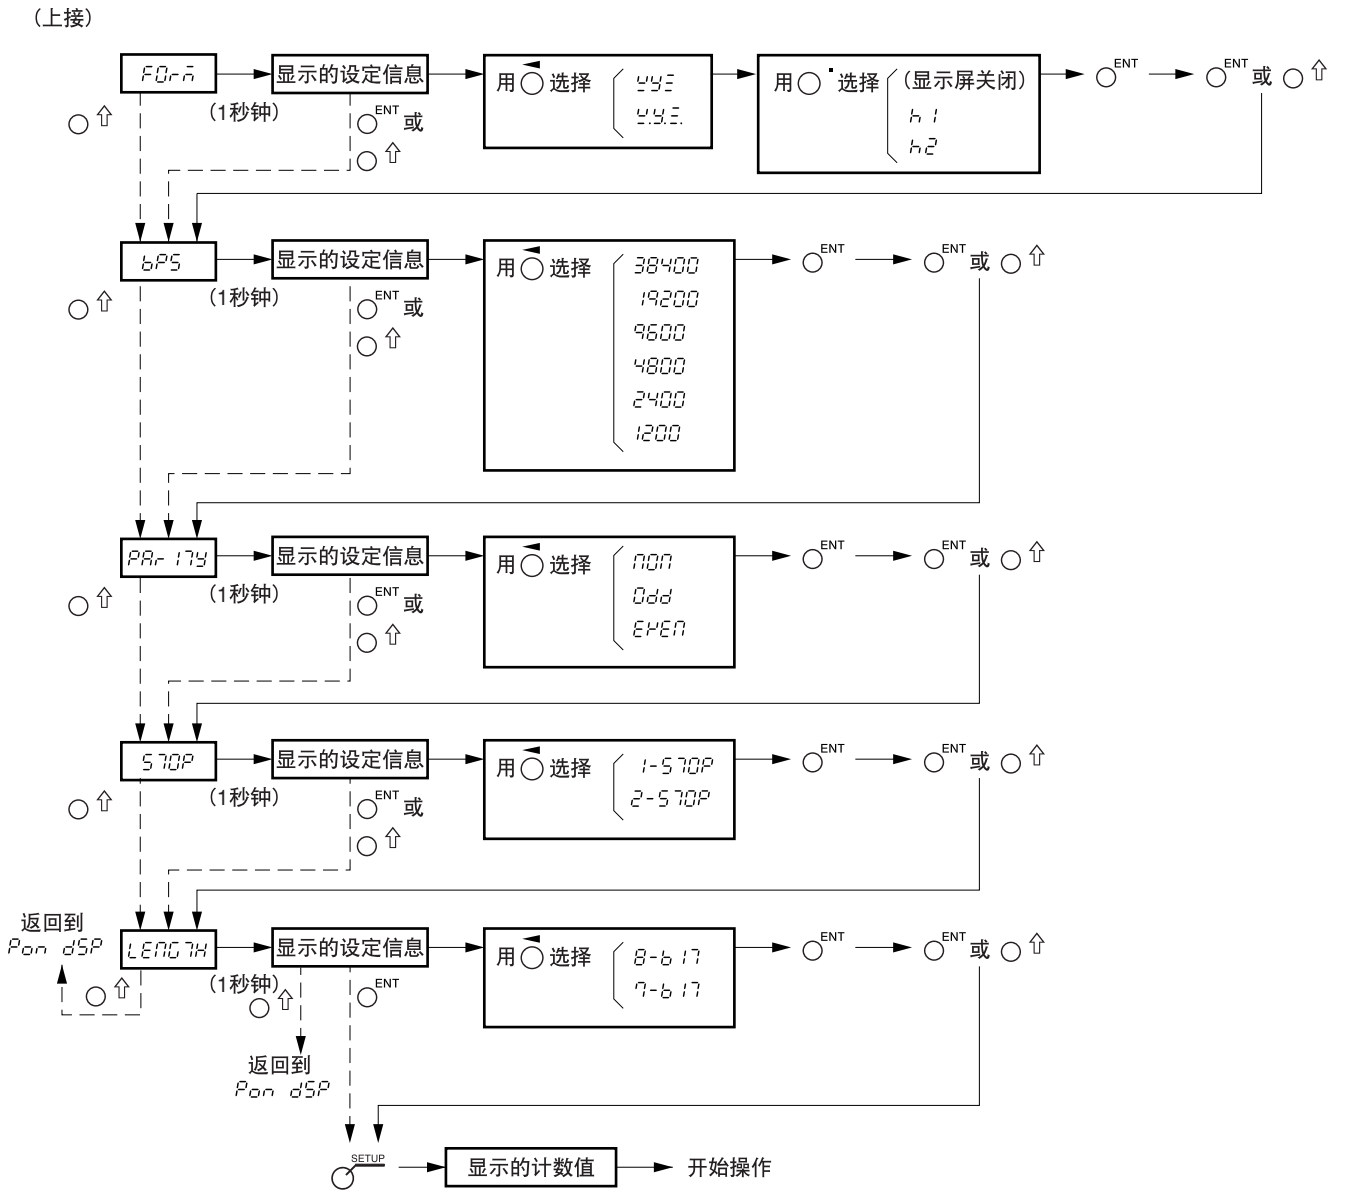 (上接)
FOrm 显示的设定信息 用 选择 用 选择 (显示屏关闭) ENT ENT 或
(1秒钟) ENT 或 h1
h2
bPS 显示的设定信息 用 选择 38400 ENT ENT 或
(1秒钟) ENT 或 19200
9600
4800
2400
1200
PArITY 显示的设定信息 用 选择 NON ENT ENT 或
(1秒钟) ENT 或 Odd
EVEN
STOP 显示的设定信息 用 选择 1-STOP ENT ENT 或
(1秒钟) ENT 或 2-STOP
返回到
Pon dSP LENGTH 显示的设定信息 用 选择 8-bIT ENT ENT 或
(1秒钟) ENT 7-bIT
返回到
Pon dSP
SETUP 显示的计数值 开始操作